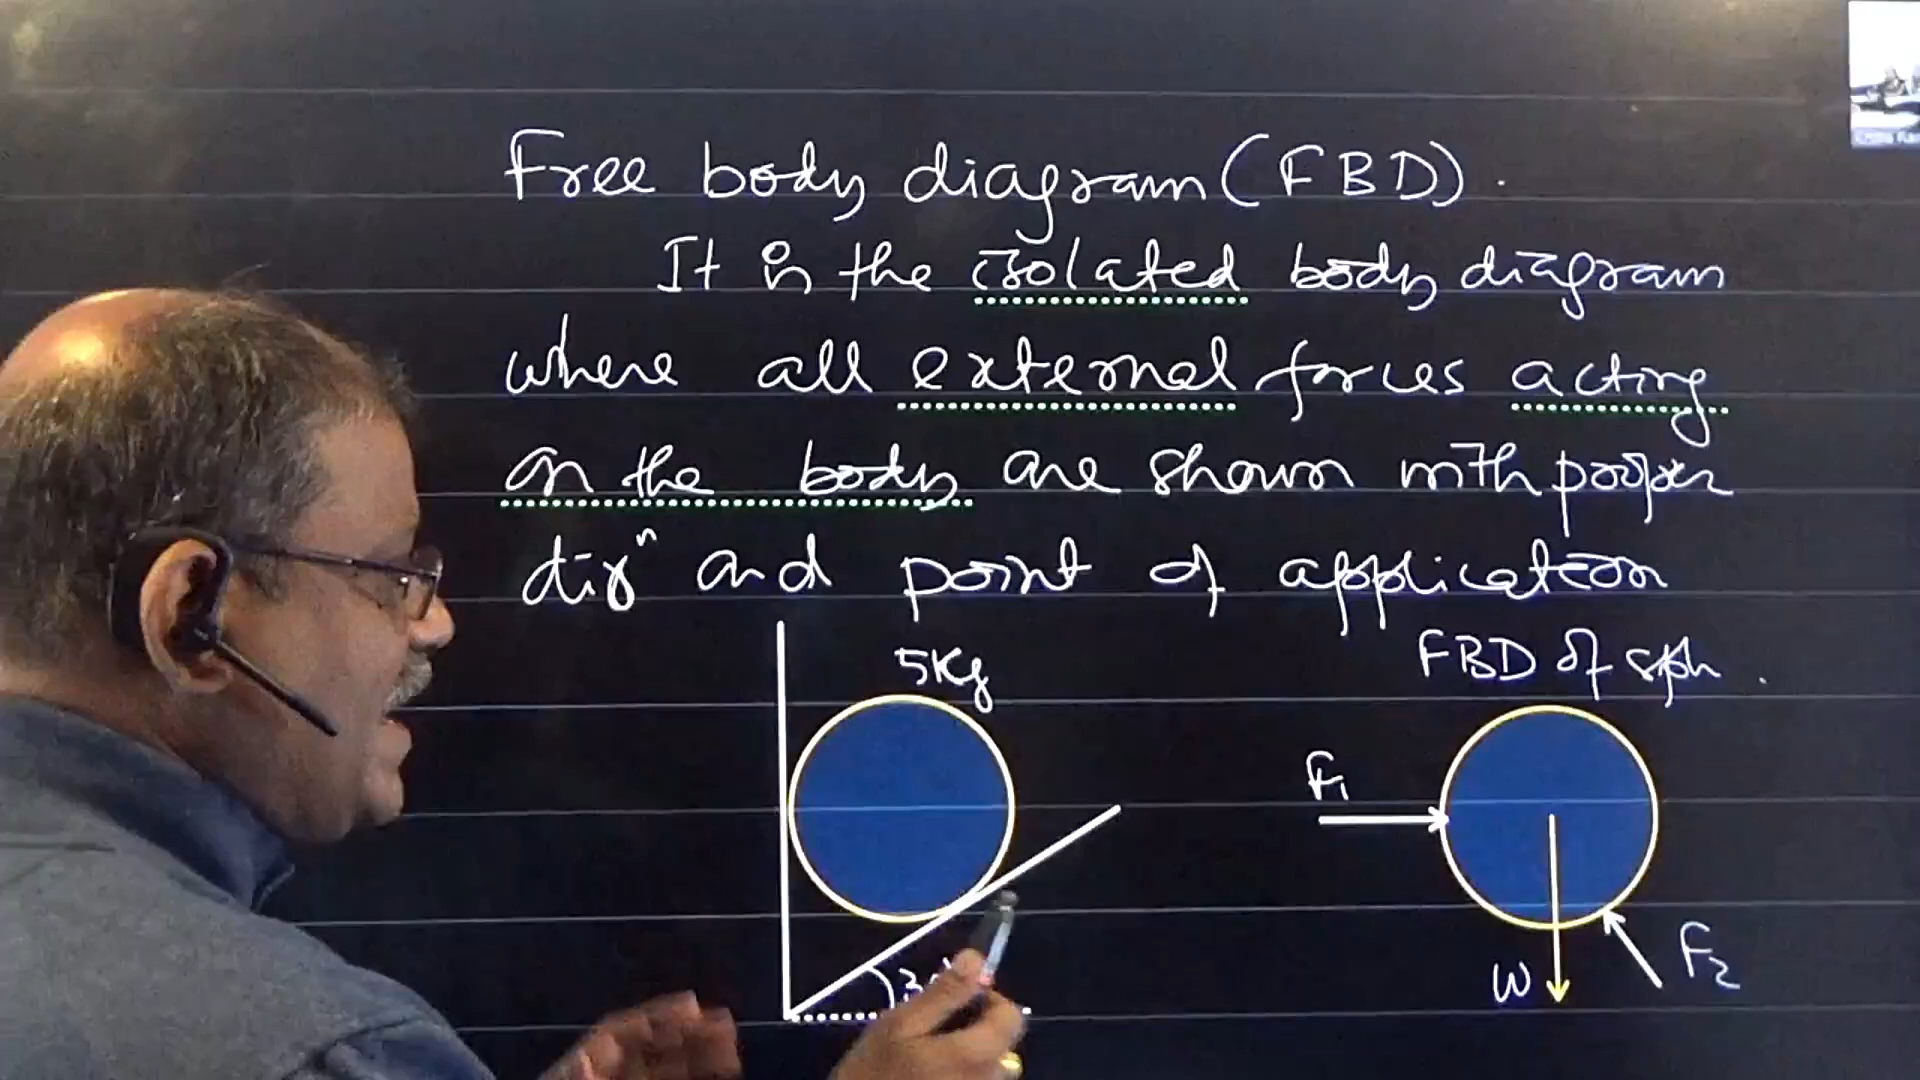 Free body diagram (FBD).
It is the isolated body diagram
where all external forces acting
on the body are shown with proper
dirⁿ and point of application
5Kg
FBD of sph.
F₁
F₂
W